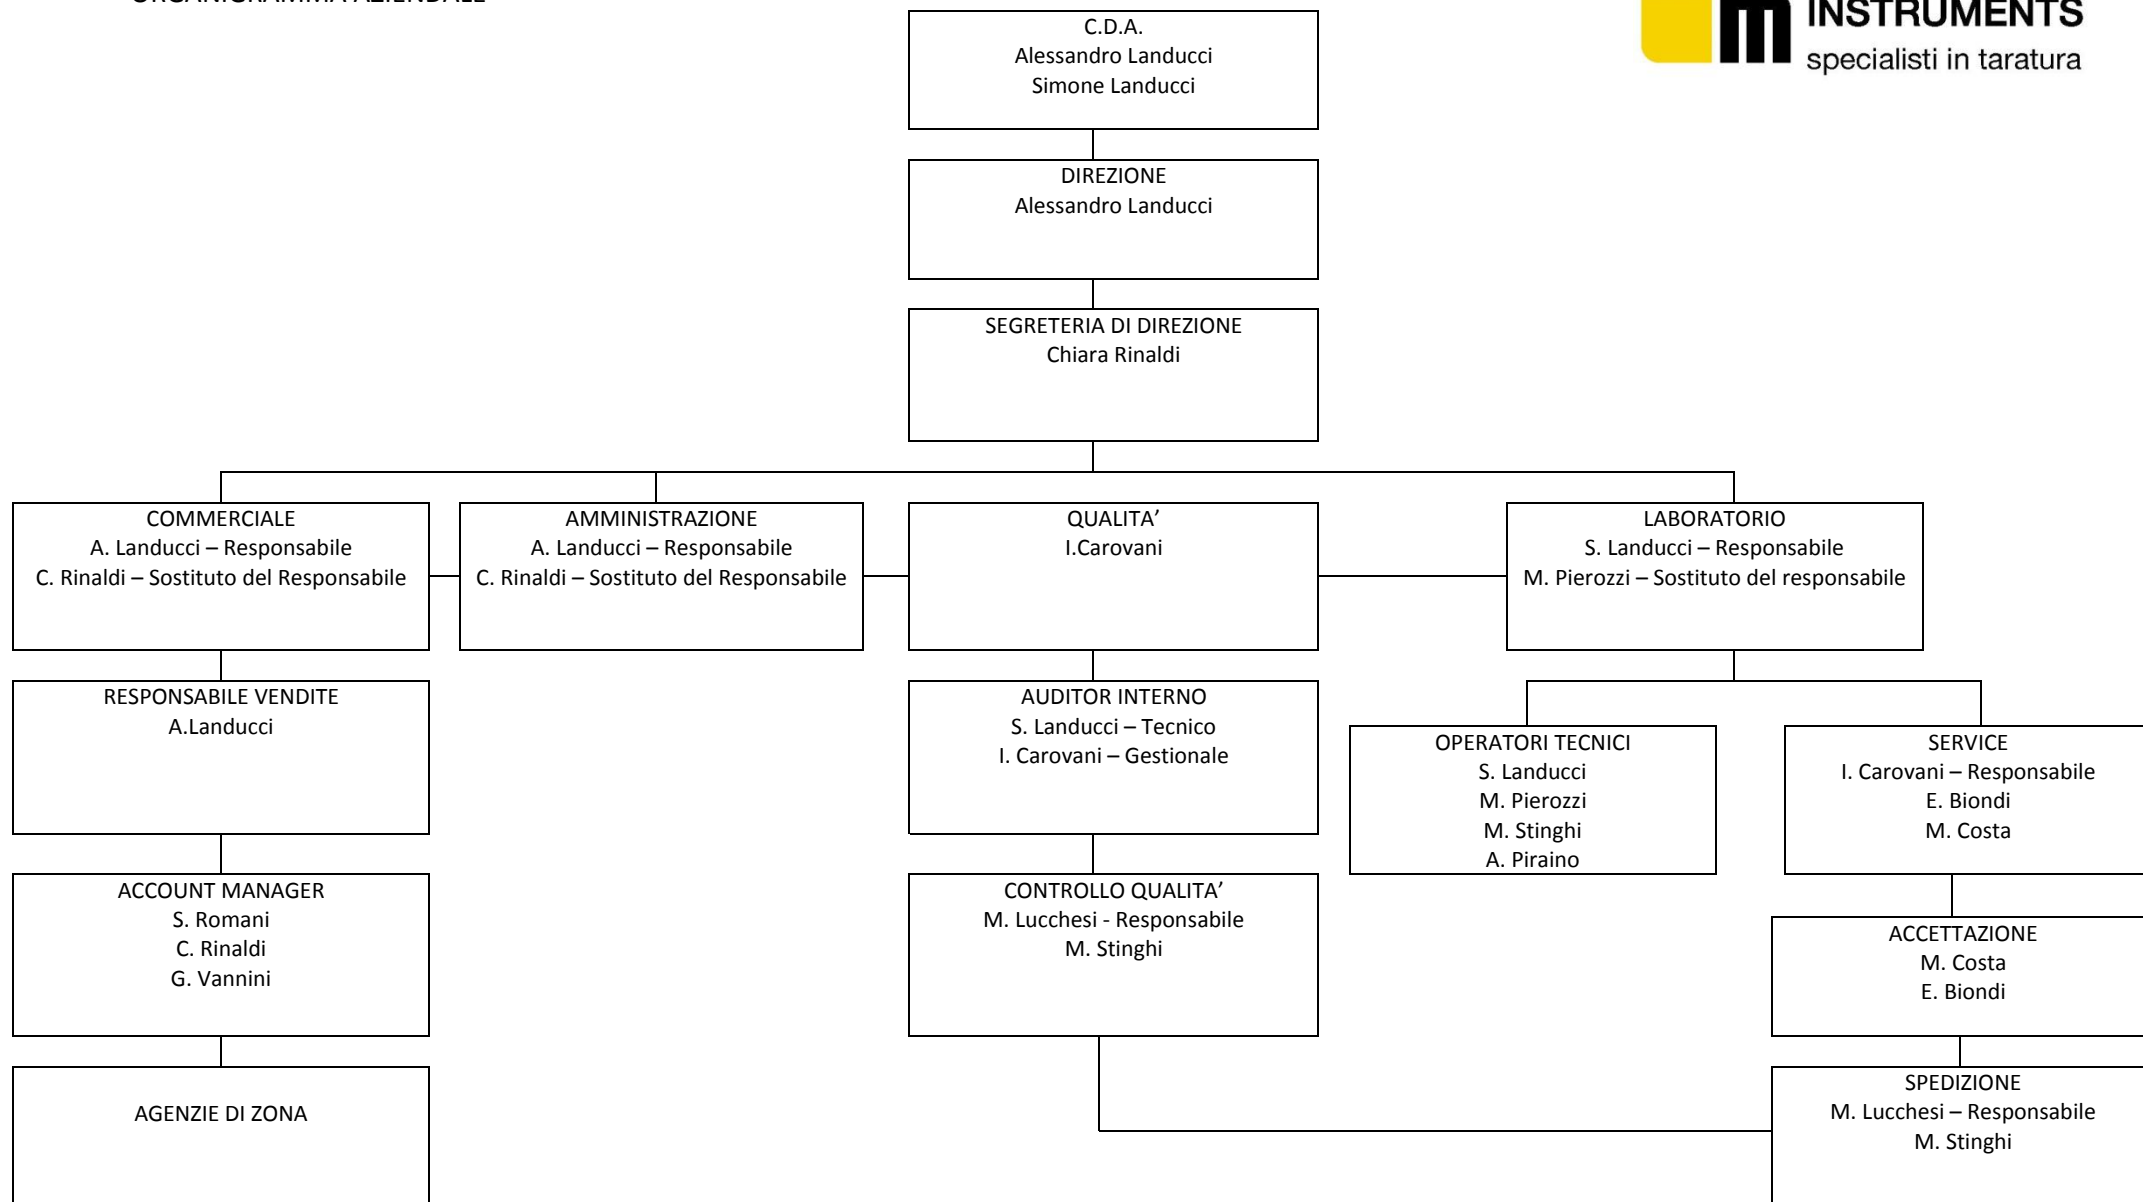 ORGANIGRAMMA AZIENDALE
INSTRUMENTS
specialisti in taratura
C.D.A.
Alessandro Landucci
Simone Landucci
DIREZIONE
Alessandro Landucci
SEGRETERIA DI DIREZIONE
Chiara Rinaldi
COMMERCIALE
A. Landucci – Responsabile
C. Rinaldi – Sostituto del Responsabile
AMMINISTRAZIONE
A. Landucci – Responsabile
C. Rinaldi – Sostituto del Responsabile
QUALITA’
I.Carovani
LABORATORIO
S. Landucci – Responsabile
M. Pierozzi – Sostituto del responsabile
RESPONSABILE VENDITE
A.Landucci
AUDITOR INTERNO
S. Landucci – Tecnico
I. Carovani – Gestionale
OPERATORI TECNICI
S. Landucci
M. Pierozzi
M. Stinghi
A. Piraino
SERVICE
I. Carovani – Responsabile
E. Biondi
M. Costa
ACCOUNT MANAGER
S. Romani
C. Rinaldi
G. Vannini
CONTROLLO QUALITA’
M. Lucchesi - Responsabile
M. Stinghi
ACCETTAZIONE
M. Costa
E. Biondi
AGENZIE DI ZONA
SPEDIZIONE
M. Lucchesi – Responsabile
M. Stinghi